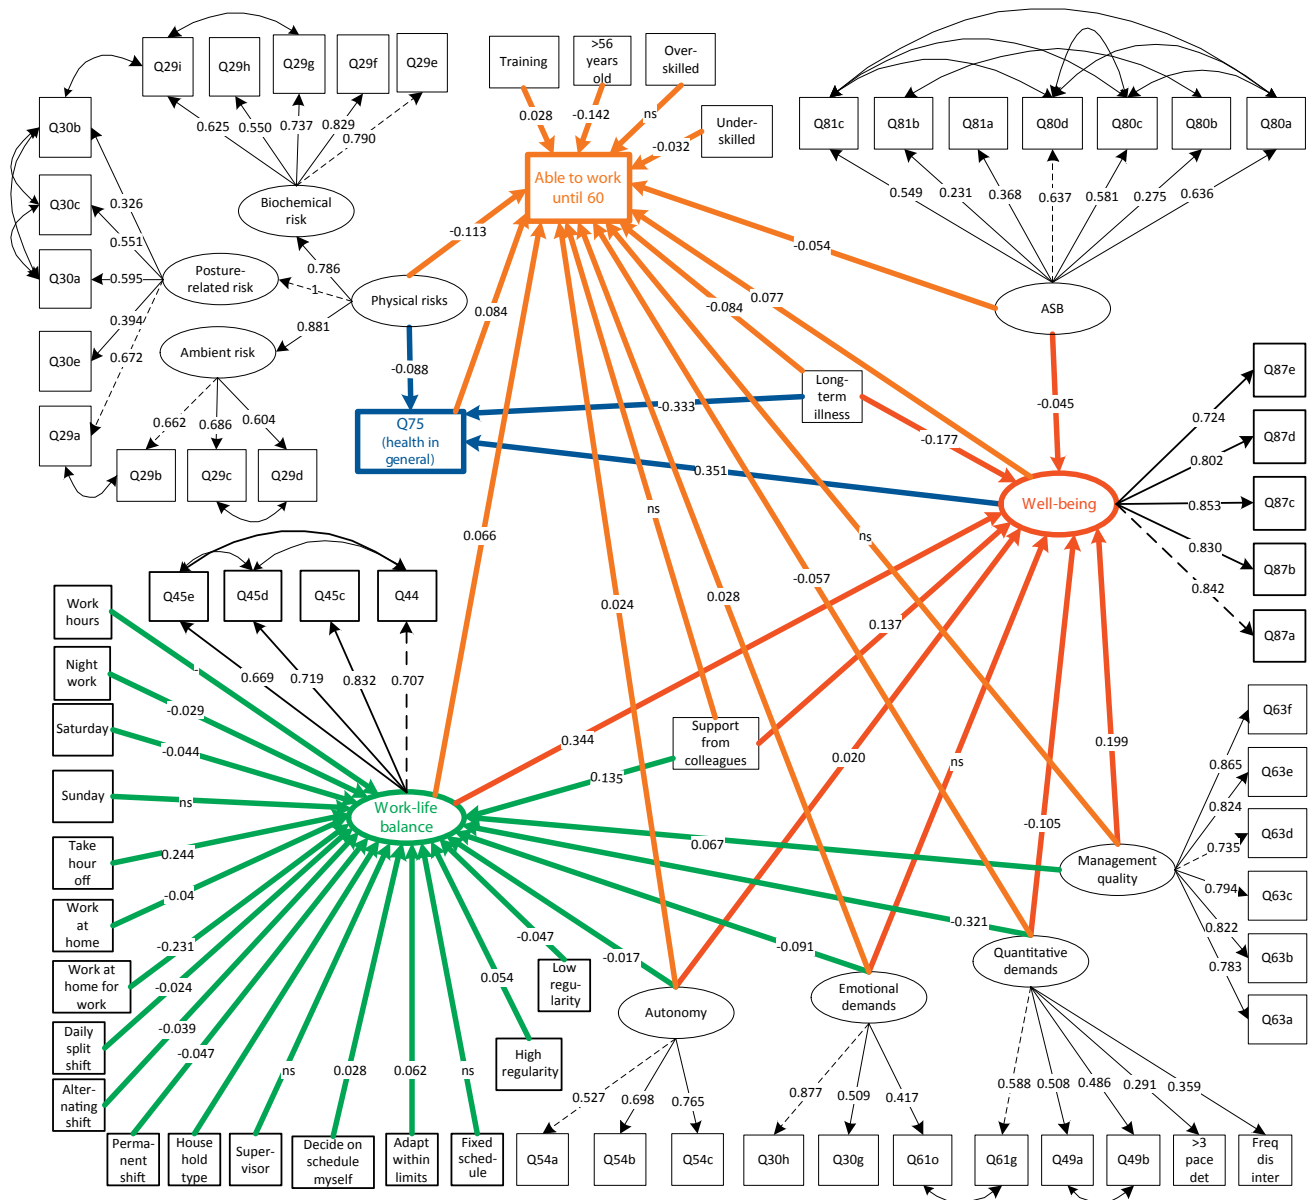 Q29i
Q29h
Q29g
Q29f
Q29e
Q30b
Q30c
Q30a
Q30e
Q29a
0.625
0.550
0.737
0.829
0.790
Biochemical
risk
0.326
0.551
0.595
0.394
0.672
Posture-
related risk
0.786
1
0.881
Physical risks
Ambient risk
0.662
0.686
0.604
Q29b
Q29c
Q29d
Training
>56
years
old
Over-
skilled
Under-
skilled
0.028
-0.142
ns
-0.032
Able to work
until 60
-0.113
0.084
-0.084
0.077
-0.054
Q81c
Q81b
Q81a
Q80d
Q80c
Q80b
Q80a
0.549
0.231
0.368
0.637
0.581
0.275
0.636
ASB
-0.088
Q75
(health in
general)
-0.333
0.351
Long-
term
illness
-0.177
-0.045
Well-being
0.724
0.802
0.853
0.830
0.842
Q87e
Q87d
Q87c
Q87b
Q87a
0.066
ns
ns
-0.057
0.024
0.028
0.137
Q45e
Q45d
Q45c
Q44
0.669
0.719
0.832
0.707
Work
hours
Night
work
Saturday
Sunday
Take
hour
off
Work
at
home
Work at
home for
work
Daily
split
shift
Alter-
nating
shift
Perma-
nent
shift
House
hold
type
Super-
visor
Decide on
schedule
myself
Adapt
within
limits
Fixed
sched-
ule
High
regularity
Low
regu-
larity
-
-0.029
-0.044
ns
0.244
-0.04
-0.231
-0.024
-0.039
-0.047
ns
0.028
0.062
ns
0.054
-0.047
-0.017
-0.091
-0.321
0.067
0.135
0.344
Work-life
balance
Support
from
colleagues
0.020
ns
-0.105
0.199
Management
quality
0.865
0.824
0.735
0.794
0.822
0.783
Q63f
Q63e
Q63d
Q63c
Q63b
Q63a
Quantitative
demands
Emotional
demands
Autonomy
0.527
0.698
0.765
0.877
0.509
0.417
0.588
0.508
0.486
0.291
0.359
Q54a
Q54b
Q54c
Q30h
Q30g
Q61o
Q61g
Q49a
Q49b
>3
pace
det
Freq
dis
inter